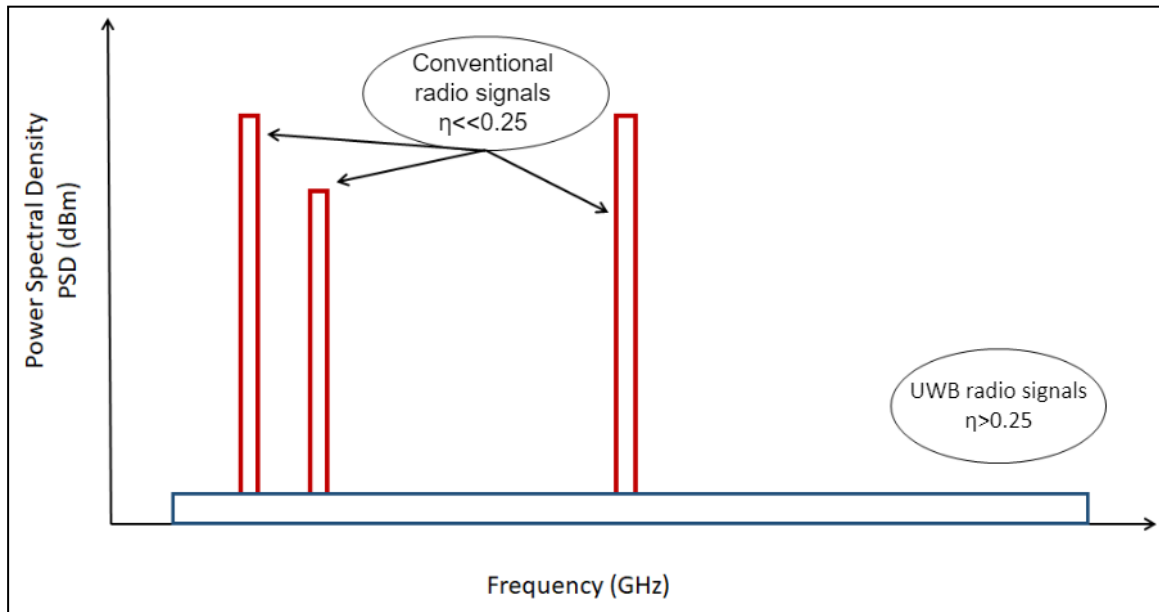 Power Spectral Density
PSD (dBm)
Conventional
radio signals
η<<0.25
UWB radio signals
η>0.25
Frequency (GHz)